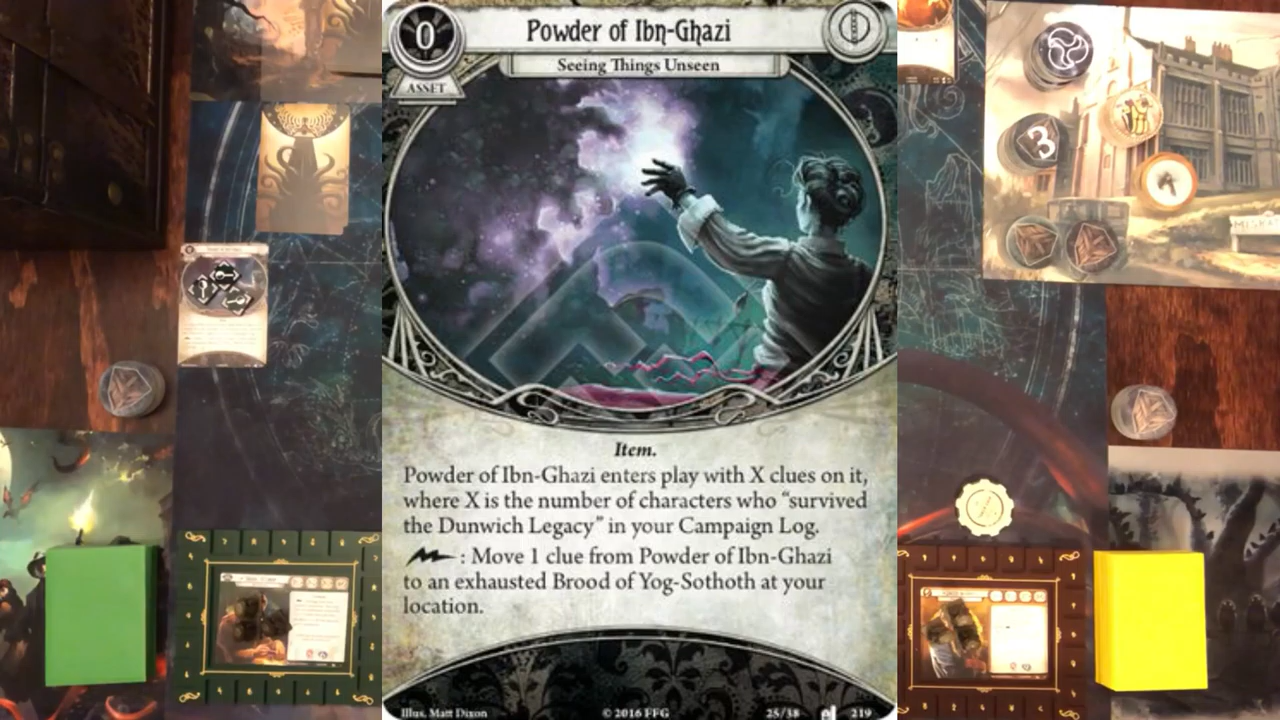 0
Powder of Ibn-Ghazi
Seeing Things Unseen
ASSET
Item.
Powder of Ibn-Ghazi enters play with X clues on it,
where X is the number of characters who “survived
the Dunwich Legacy” in your Campaign Log.
: Move 1 clue from Powder of Ibn-Ghazi
to an exhausted Brood of Yog-Sothoth at your
location.
Illus. Matt Dixon
© 2016 FFG
25/38
219
3